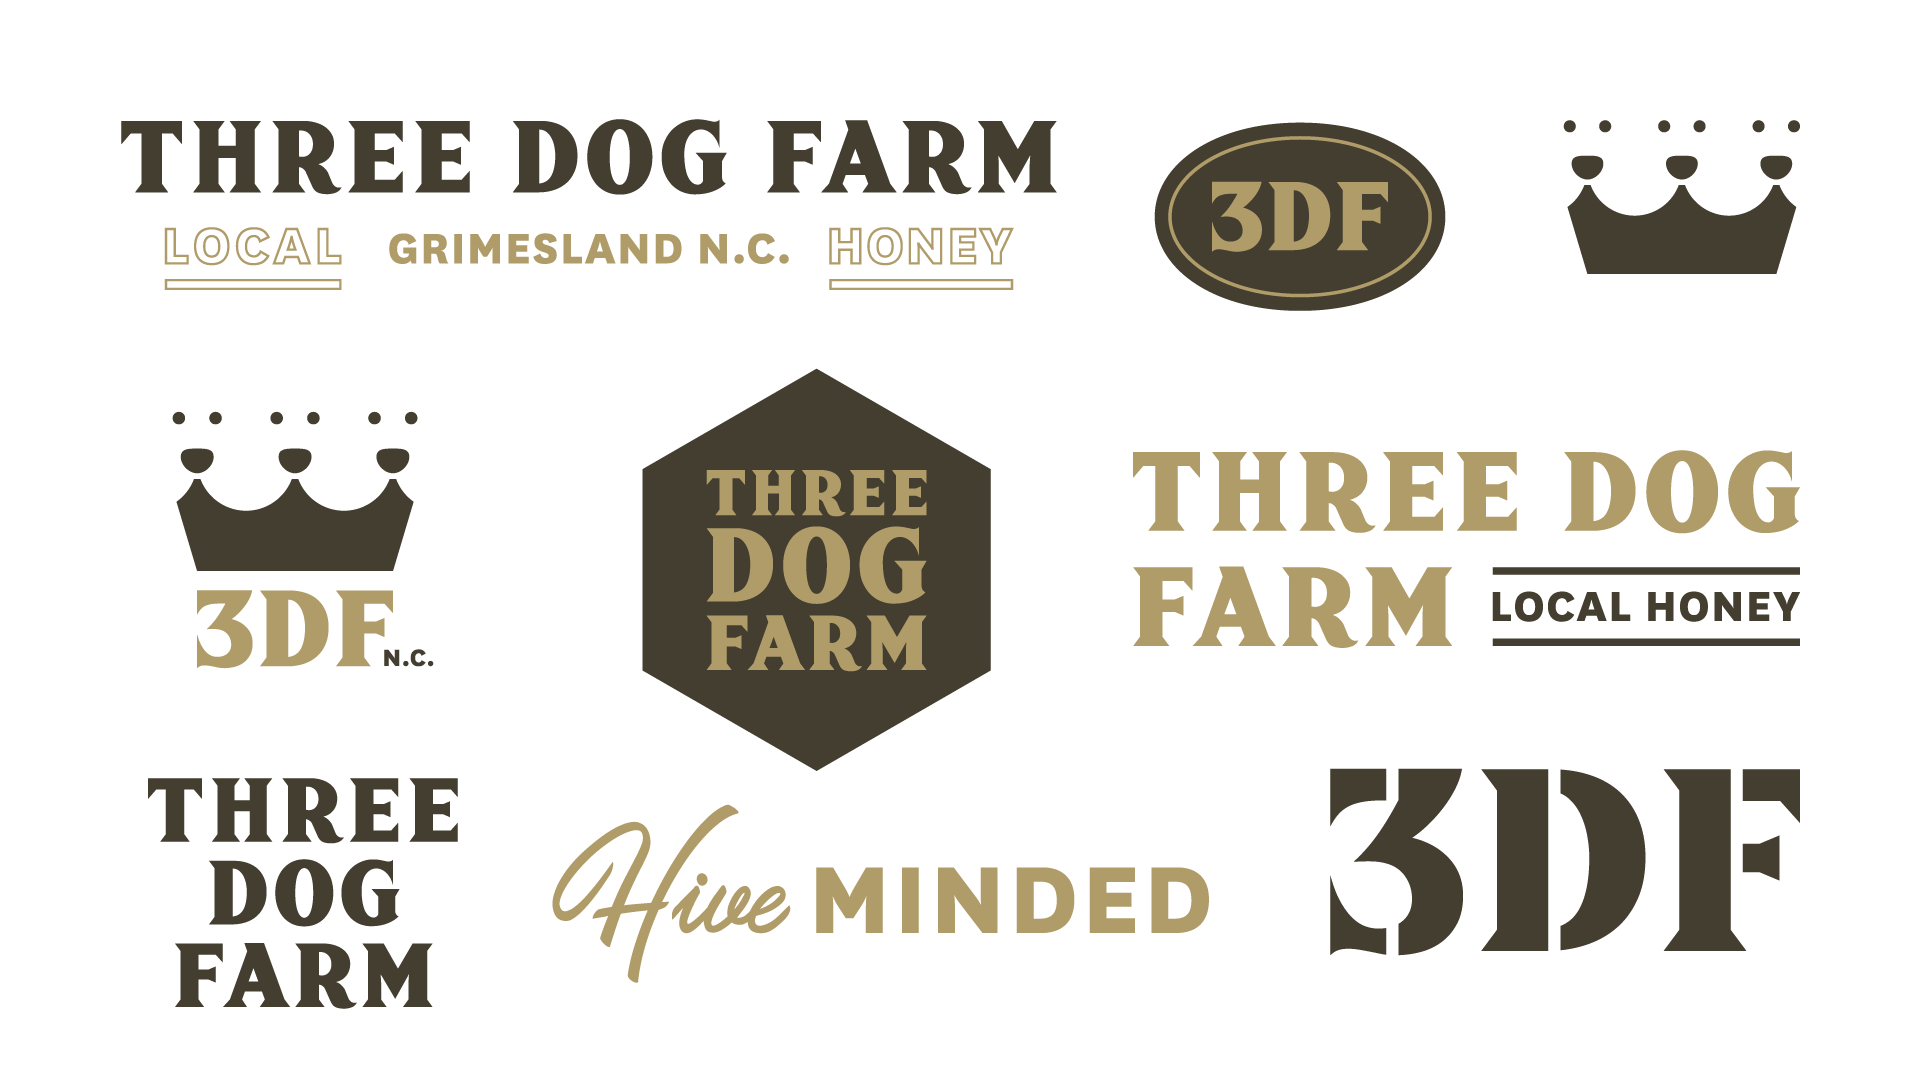 THREE DOG FARM
LOCAL GRIMESLAND N.C. HONEY
3DF
3DF N.C.
THREE
DOG
FARM
THREE DOG
FARM LOCAL HONEY
THREE
DOG
FARM
Hive MINDED
3DF